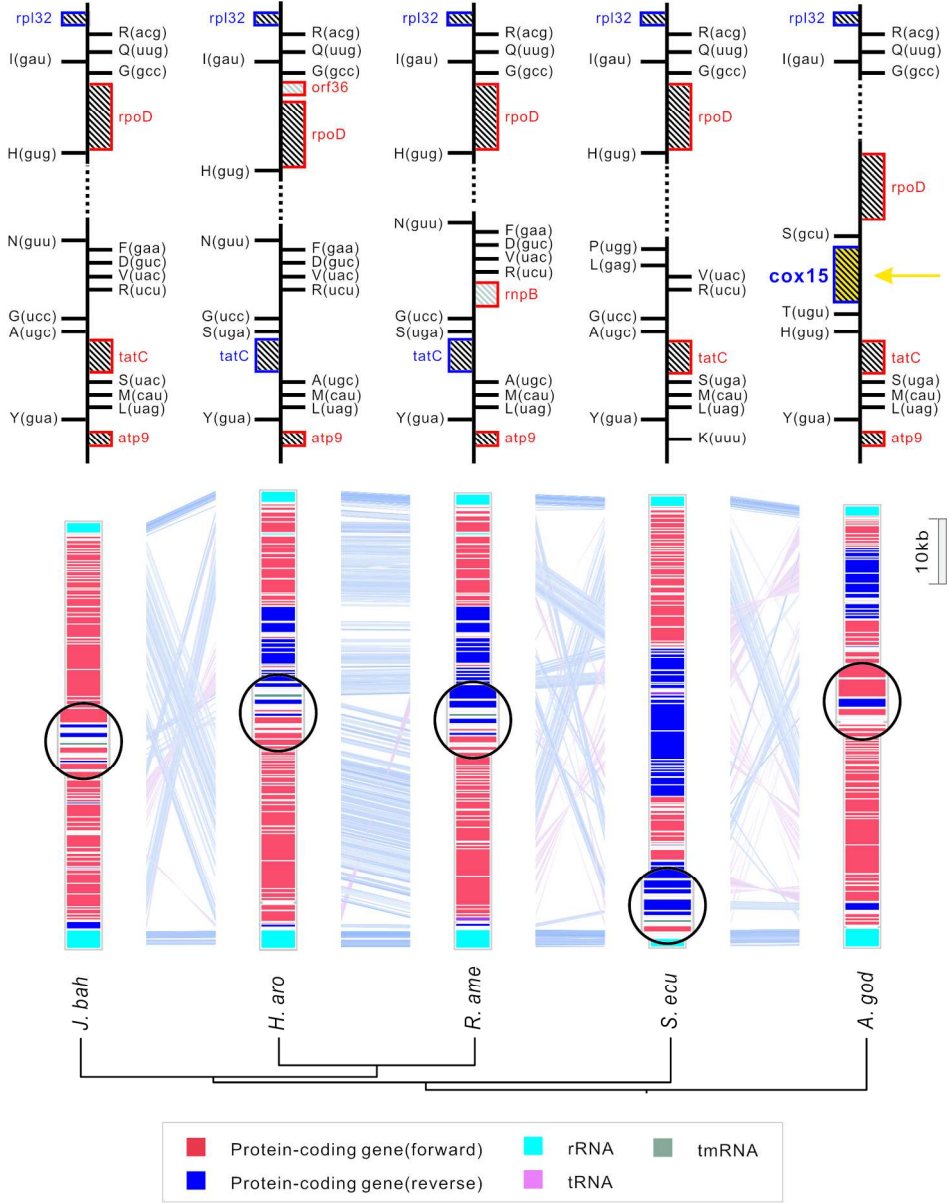 rpl32
R(acg)
Q(uug)
I(gau)
G(gcc)
rpoD
H(gug)
N(guu)
F(gaa)
D(guc)
V(uac)
R(ucu)
G(ucc)
A(ugc)
tatC
S(uac)
M(cau)
L(uag)
Y(gua)
atp9
rpl32
R(acg)
Q(uug)
I(gau)
G(gcc)
orf36
rpoD
H(gug)
N(guu)
F(gaa)
D(guc)
V(uac)
R(ucu)
G(ucc)
S(uga)
tatC
A(ugc)
M(cau)
L(uag)
Y(gua)
atp9
rpl32
R(acg)
Q(uug)
I(gau)
G(gcc)
rpoD
H(gug)
N(guu)
F(gaa)
D(guc)
V(uac)
R(ucu)
rnpB
G(ucc)
S(uga)
tatC
A(ugc)
M(cau)
L(uag)
Y(gua)
atp9
rpl32
R(acg)
Q(uug)
I(gau)
G(gcc)
rpoD
H(gug)
P(ugg)
L(gag)
V(uac)
R(ucu)
G(ucc)
A(ugc)
tatC
S(uga)
M(cau)
L(uag)
Y(gua)
K(uuu)
rpl32
R(acg)
Q(uug)
I(gau)
G(gcc)
rpoD
S(gcu)
cox15
T(ugu)
H(gug)
tatC
S(uga)
M(cau)
L(uag)
Y(gua)
atp9
10kb
J. bah
H. aro
R. ame
S. ecu
A. god
Protein-coding gene(forward)
rRNA
tmRNA
Protein-coding gene(reverse)
tRNA